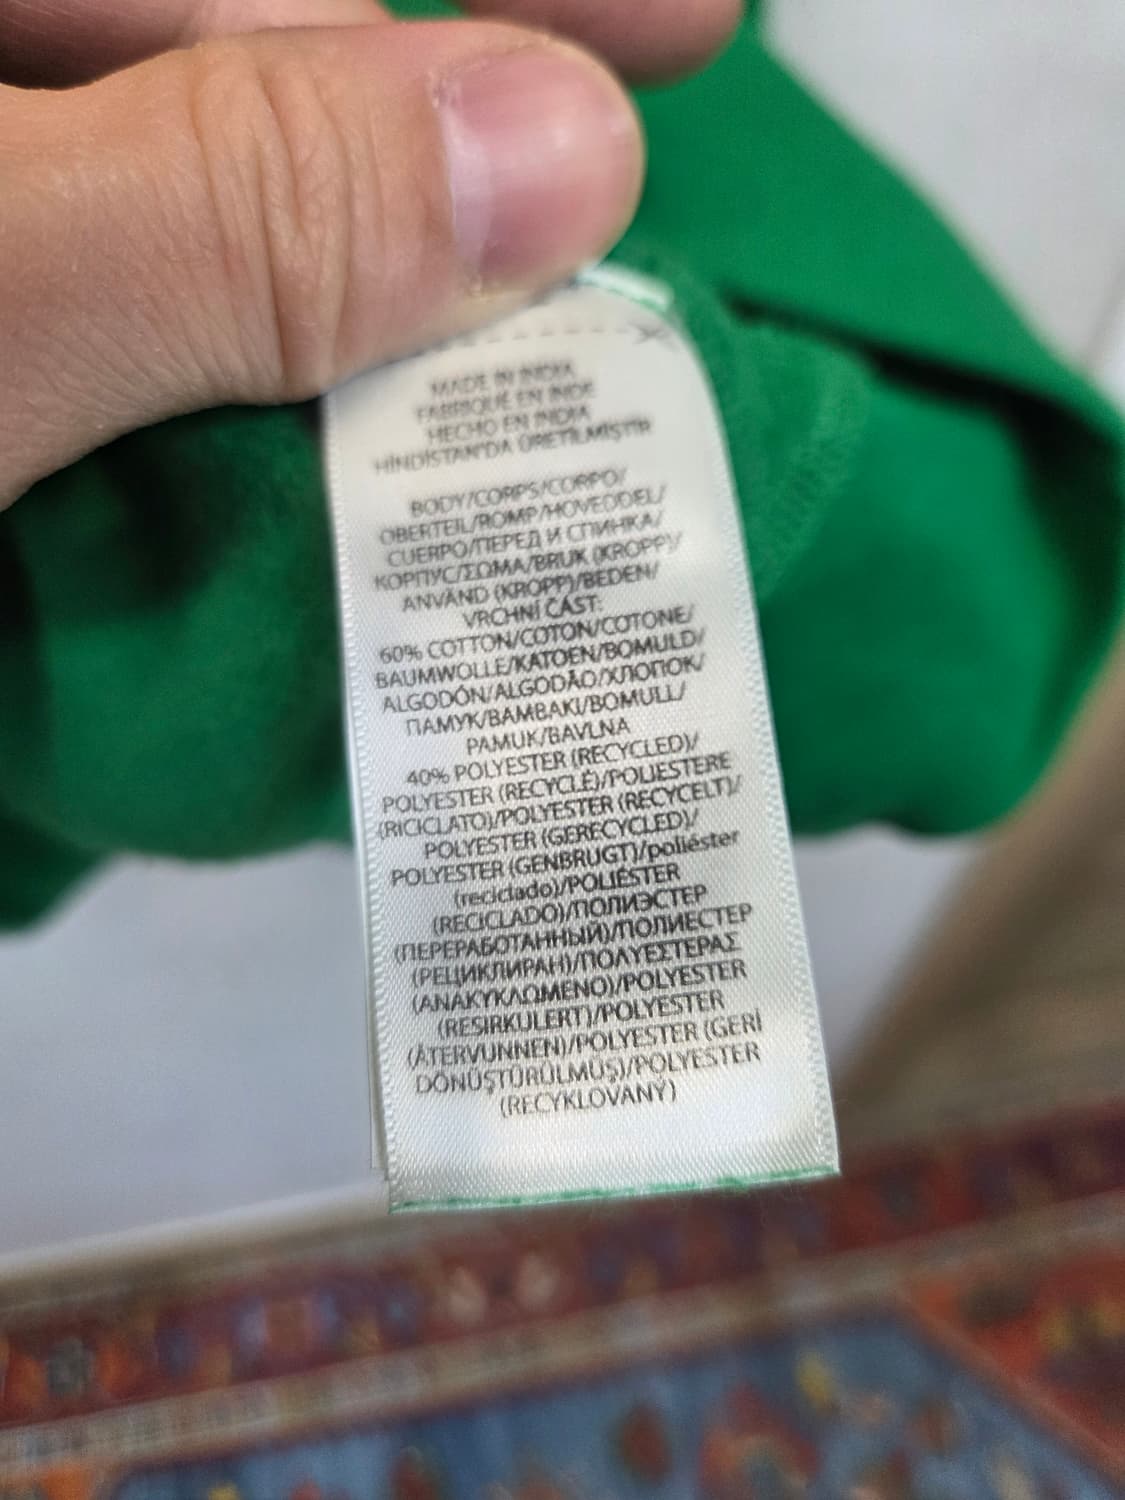 MADE IN INDIA
FABRIQUÉ EN INDE
HECHO EN INDIA
HİNDİSTAN'DA ÜRETİLMİŞTİR
BODY/CORPS/CORPO/
OBERTEIL/ROMP/HOVEDDEL/
CUERPO/ПЕРЕД И СПИНКА/
КОРПУС/ΣΩΜΑ/BRUK (KROPP)/
ANVÄND (KROPP)/BEDEN/
VRCHNÍ ČÁST:
60% COTTON/COTON/COTONE/
BAUMWOLLE/KATOEN/BOMULD/
ALGODÓN/ALGODÃO/ХЛОПОК/
ПАМУК/ΒΑΜΒΑΚΙ/BOMULL/
PAMUK/BAVLNA
40% POLYESTER (RECYCLED)/
POLYESTER (RECYCLÉ)/POLIESTERE
(RICICLATO)/POLYESTER (RECYCELT)/
POLYESTER (GERECYCLED)/
POLYESTER (GENBRUGT)/poliéster
(reciclado)/POLIÉSTER
(RECICLADO)/ПОЛИЭСТЕР
(ПЕРЕРАБОТАННЫЙ)/ПОЛИЕСТЕР
(РЕЦИКЛИРАН)/ΠΟΛΥΕΣΤΕΡΑΣ
(ΑΝΑΚΥΚΛΩΜΕΝΟ)/POLYESTER
(RESIRKULERT)/POLYESTER
(ÅTERVUNNEN)/POLYESTER (GERİ
DÖNÜŞTÜRÜLMÜŞ)/POLYESTER
(RECYKLOVANÝ)